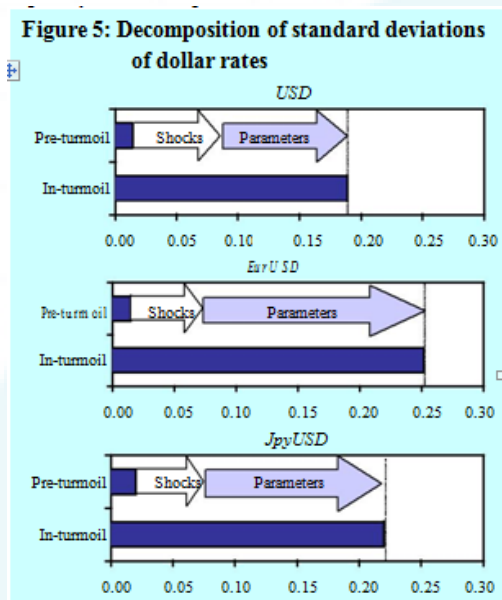 Figure 5: Decomposition of standard deviations
of dollar rates
USD
Pre-turmoil Shocks Parameters
In-turmoil
0.00 0.05 0.10 0.15 0.20 0.25 0.30
EurUSD
Pre-turmoil Shocks Parameters
In-turmoil
0.00 0.05 0.10 0.15 0.20 0.25 0.30
JpyUSD
Pre-turmoil Shocks Parameters
In-turmoil
0.00 0.05 0.10 0.15 0.20 0.25 0.30